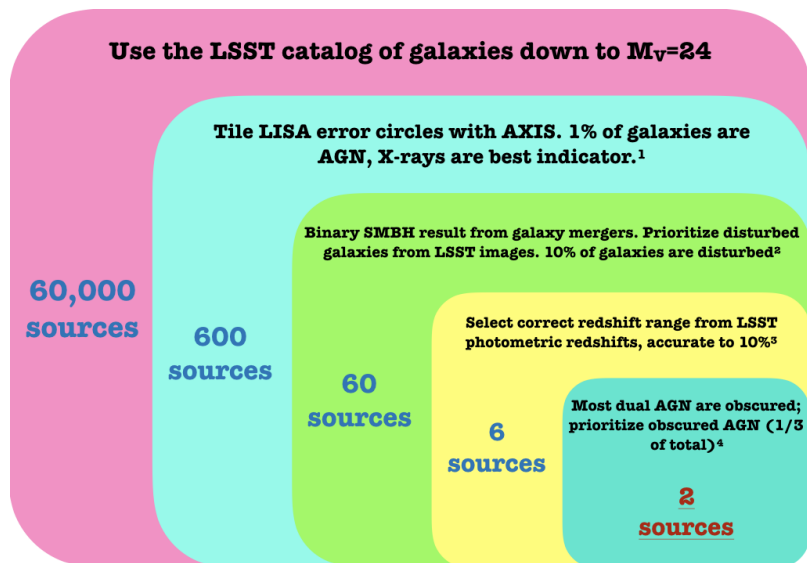 Use the LSST catalog of galaxies down to Mᵥ=24
Tile LISA error circles with AXIS. 1% of galaxies are
AGN, X-rays are best indicator.¹
Binary SMBH result from galaxy mergers. Prioritize disturbed
galaxies from LSST images. 10% of galaxies are disturbed²
60,000
sources
Select correct redshift range from LSST
photometric redshifts, accurate to 10%³
600
sources
60
sources
Most dual AGN are obscured;
prioritize obscured AGN (1/3
of total)⁴
6
sources
2
sources